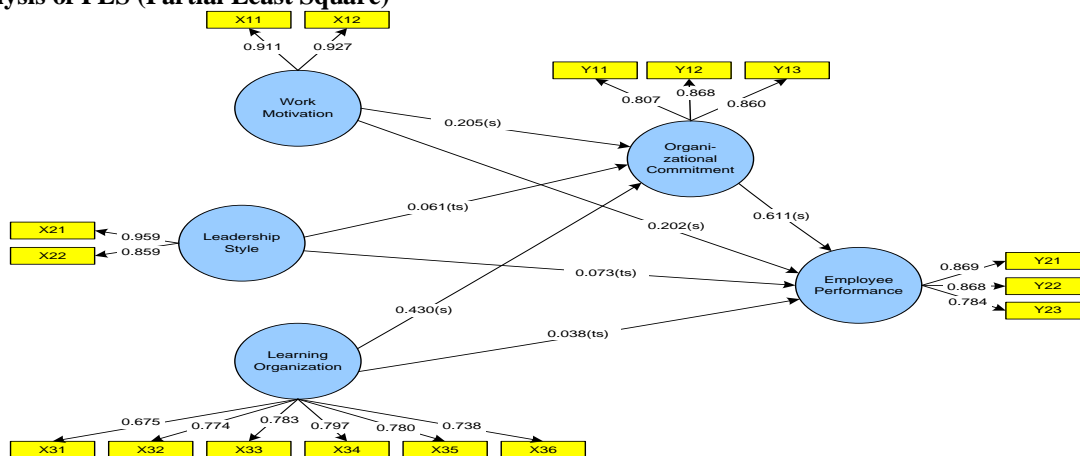 ysis of PLS (Partial Least Square)
X11 X12
0.911 0.927
Work
Motivation
Y11 Y12 Y13
0.807 0.868 0.860
0.205(s)
Organi-
zational
Commitment
0.061(ts)
X21
X22
0.959
0.859
Leadership
Style
0.202(s)
0.611(s)
0.073(ts)
Employee
Performance
0.869
0.868
0.784
Y21
Y22
Y23
0.430(s)
0.038(ts)
Learning
Organization
0.675 0.774 0.783 0.797 0.780 0.738
X31 X32 X33 X34 X35 X36